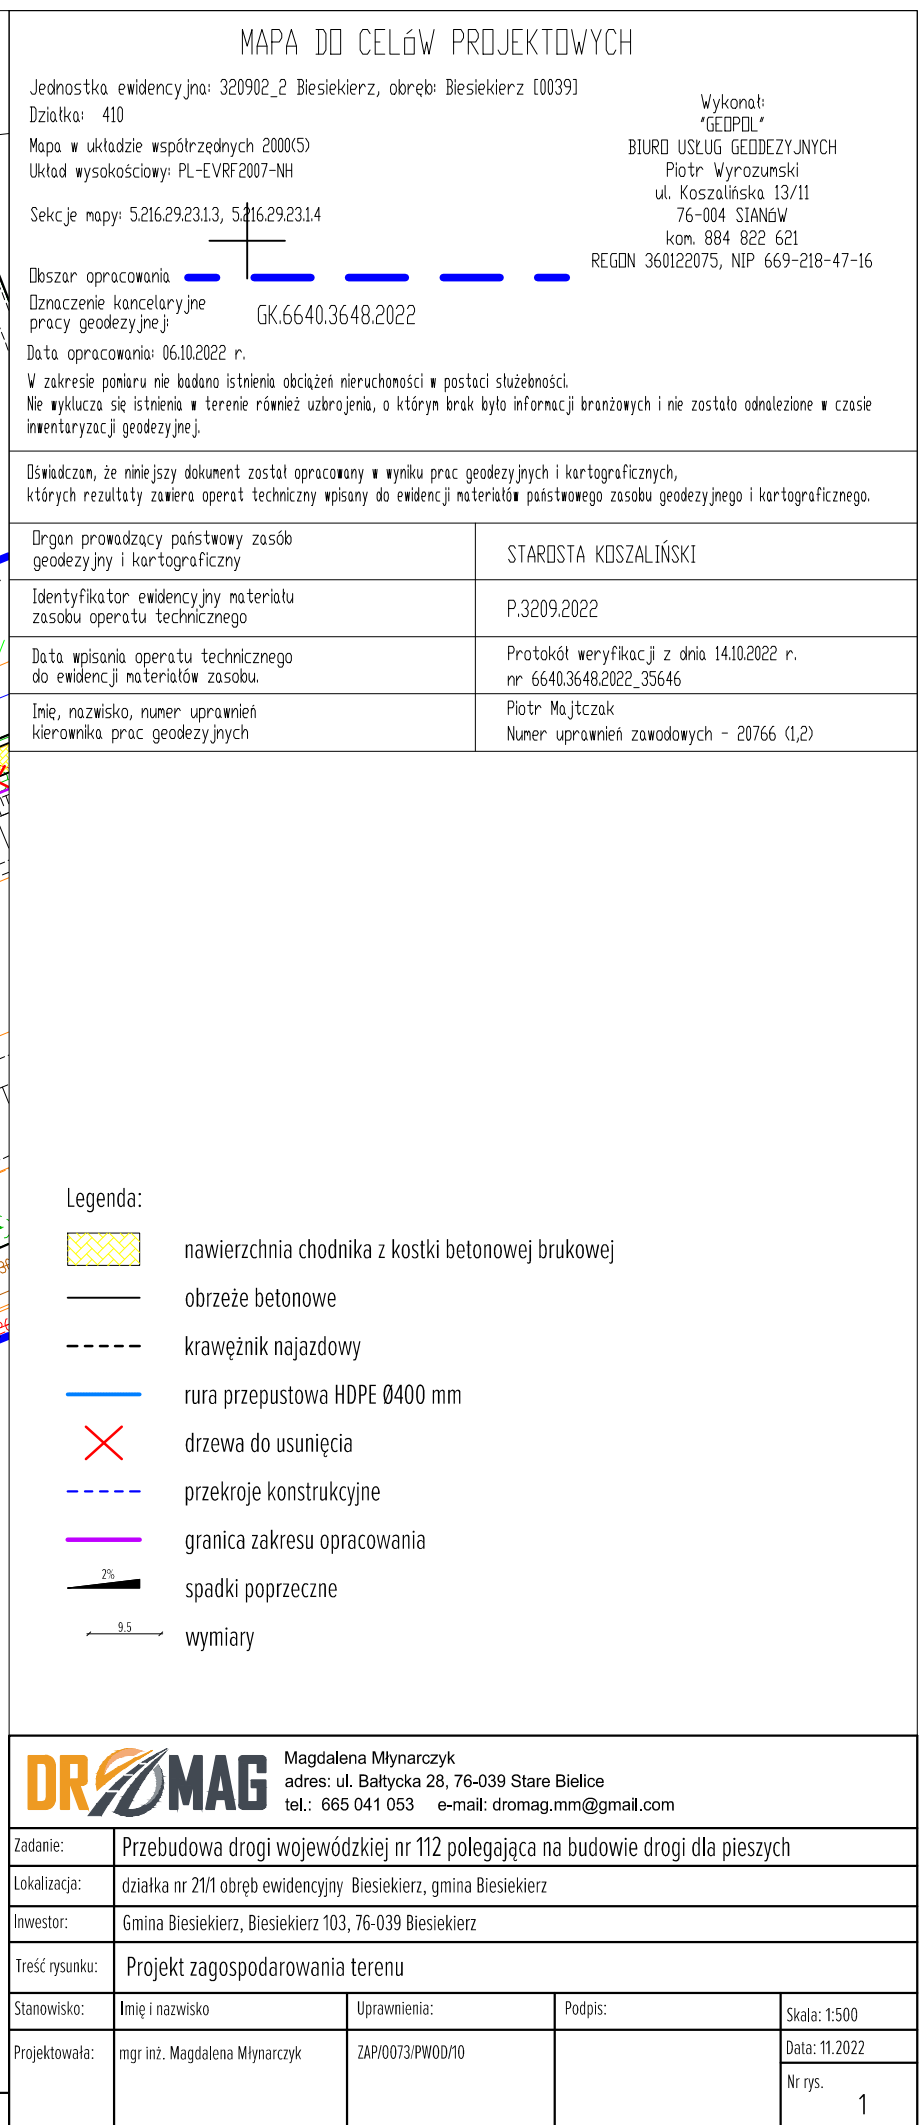 MAPA DO CELóW PROJEKTOWYCH
Jednostka ewidencyjna: 320902_2 Biesiekierz, obręb: Biesiekierz [0039]
Działka: 410
Mapa w układzie współrzędnych 2000(5)
Układ wysokościowy: PL-EVRF2007-NH
Sekcje mapy: 5.216.29.23.1.3, 5.216.29.23.1.4
Obszar opracowania
Oznaczenie kancelaryjne
pracy geodezyjnej:
GK.6640.3648.2022
Data opracowania: 06.10.2022 r.
Wykonał:
"GEOPOL"
BIURO USŁUG GEODEZYJNYCH
Piotr Wyrozumski
ul. Koszalińska 13/11
76-004 SIANóW
kom. 884 822 621
REGON 360122075, NIP 669-218-47-16
W zakresie pomiaru nie badano istnienia obciążeń nieruchomości w postaci służebności.
Nie wyklucza się istnienia w terenie również uzbrojenia, o którym brak było informacji branżowych i nie zostało odnalezione w czasie
inwentaryzacji geodezyjnej.
Oświadczam, że niniejszy dokument został opracowany w wyniku prac geodezyjnych i kartograficznych,
których rezultaty zawiera operat techniczny wpisany do ewidencji materiałów państwowego zasobu geodezyjnego i kartograficznego.
Organ prowadzący państwowy zasób
geodezyjny i kartograficzny
STAROSTA KOSZALIŃSKI
Identyfikator ewidencyjny materiału
zasobu operatu technicznego
P.3209.2022
Data wpisania operatu technicznego
do ewidencji materiałów zasobu.
Protokół weryfikacji z dnia 14.10.2022 r.
nr 6640.3648.2022_35646
Imię, nazwisko, numer uprawnień
kierownika prac geodezyjnych
Piotr Majtczak
Numer uprawnień zawodowych - 20766 (1,2)
Legenda:
nawierzchnia chodnika z kostki betonowej brukowej
obrzeże betonowe
krawężnik najazdowy
rura przepustowa HDPE Ø400 mm
drzewa do usunięcia
przekroje konstrukcyjne
granica zakresu opracowania
2%
spadki poprzeczne
9.5
wymiary
DROMAG
Magdalena Młynarczyk
adres: ul. Bałtycka 28, 76-039 Stare Bielice
tel.: 665 041 053 e-mail: dromag.mm@gmail.com
Zadanie: Przebudowa drogi wojewódzkiej nr 112 polegająca na budowie drogi dla pieszych
Lokalizacja: działka nr 21/1 obręb ewidencyjny Biesiekierz, gmina Biesiekierz
Inwestor: Gmina Biesiekierz, Biesiekierz 103, 76-039 Biesiekierz
Treść rysunku: Projekt zagospodarowania terenu
Stanowisko: Imię i nazwisko Uprawnienia: Podpis: Skala: 1:500
Projektowała: mgr inż. Magdalena Młynarczyk ZAP/0073/PWOD/10 Data: 11.2022
Nr rys.
1